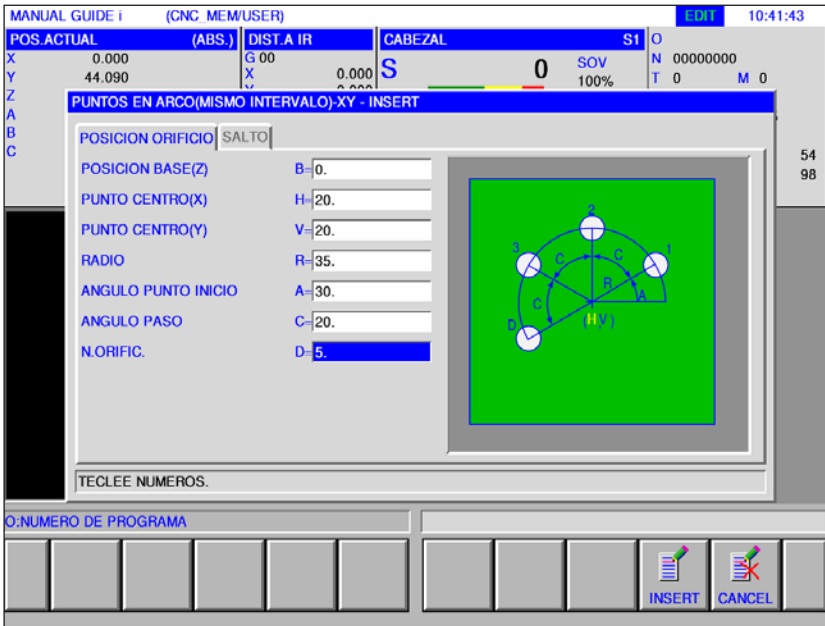 MANUAL GUIDE i (CNC_MEM/USER) EDIT 10:41:43
POS.ACTUAL (ABS.) DIST.A IR CABEZAL S1 O
X 0.000 G 00 S 0 SOV N 00000000
Y 44.090 X 0.000 100% T 0 M 0
Z
A
B
C
54
98
PUNTOS EN ARCO(MISMO INTERVALO)-XY - INSERT
POSICION ORIFICIO SALTO
POSICION BASE(Z) B=0.
PUNTO CENTRO(X) H=20.
PUNTO CENTRO(Y) V=20.
RADIO R=35.
ANGULO PUNTO INICIO A=30.
ANGULO PASO C=20.
N.ORIFIC. D=5.
2
3 C C 1
R
C A
D (H,V)
TECLEE NUMEROS.
O:NUMERO DE PROGRAMA
INSERT CANCEL